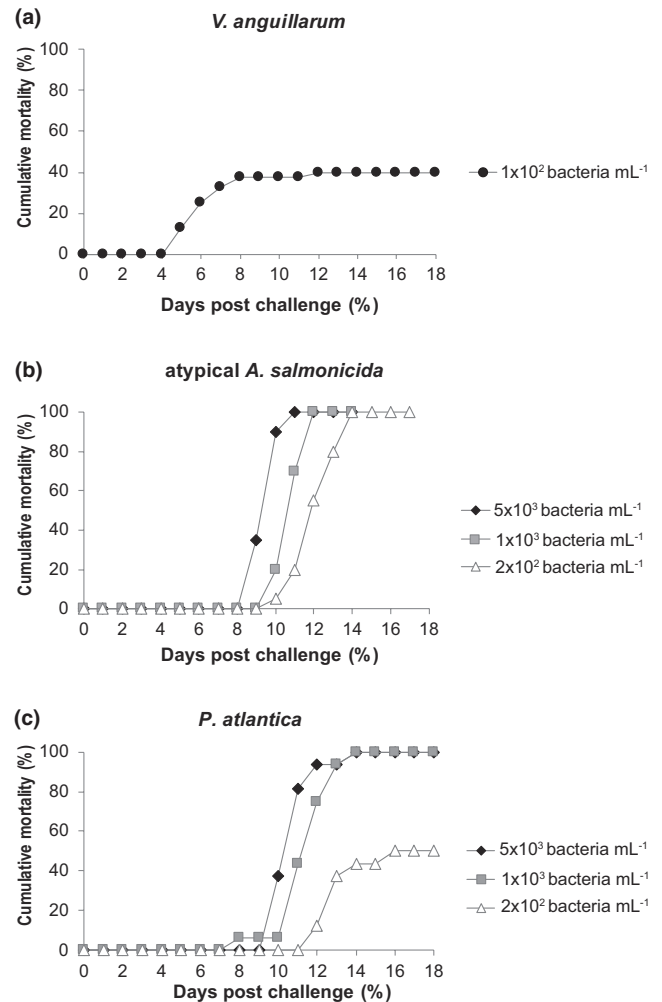 (a)
V. anguillarum
Cumulative mortality (%)
100
80
60
40
20
0
0 2 4 6 8 10 12 14 16 18
Days post challenge (%)
1x10² bacteria mL⁻¹
(b)
atypical A. salmonicida
Cumulative mortality (%)
100
80
60
40
20
0
0 2 4 6 8 10 12 14 16 18
Days post challenge (%)
5x10³ bacteria mL⁻¹
1x10³ bacteria mL⁻¹
2x10² bacteria mL⁻¹
(c)
P. atlantica
Cumulative mortality (%)
100
80
60
40
20
0
0 2 4 6 8 10 12 14 16 18
Days post challenge (%)
5x10³ bacteria mL⁻¹
1x10³ bacteria mL⁻¹
2x10² bacteria mL⁻¹